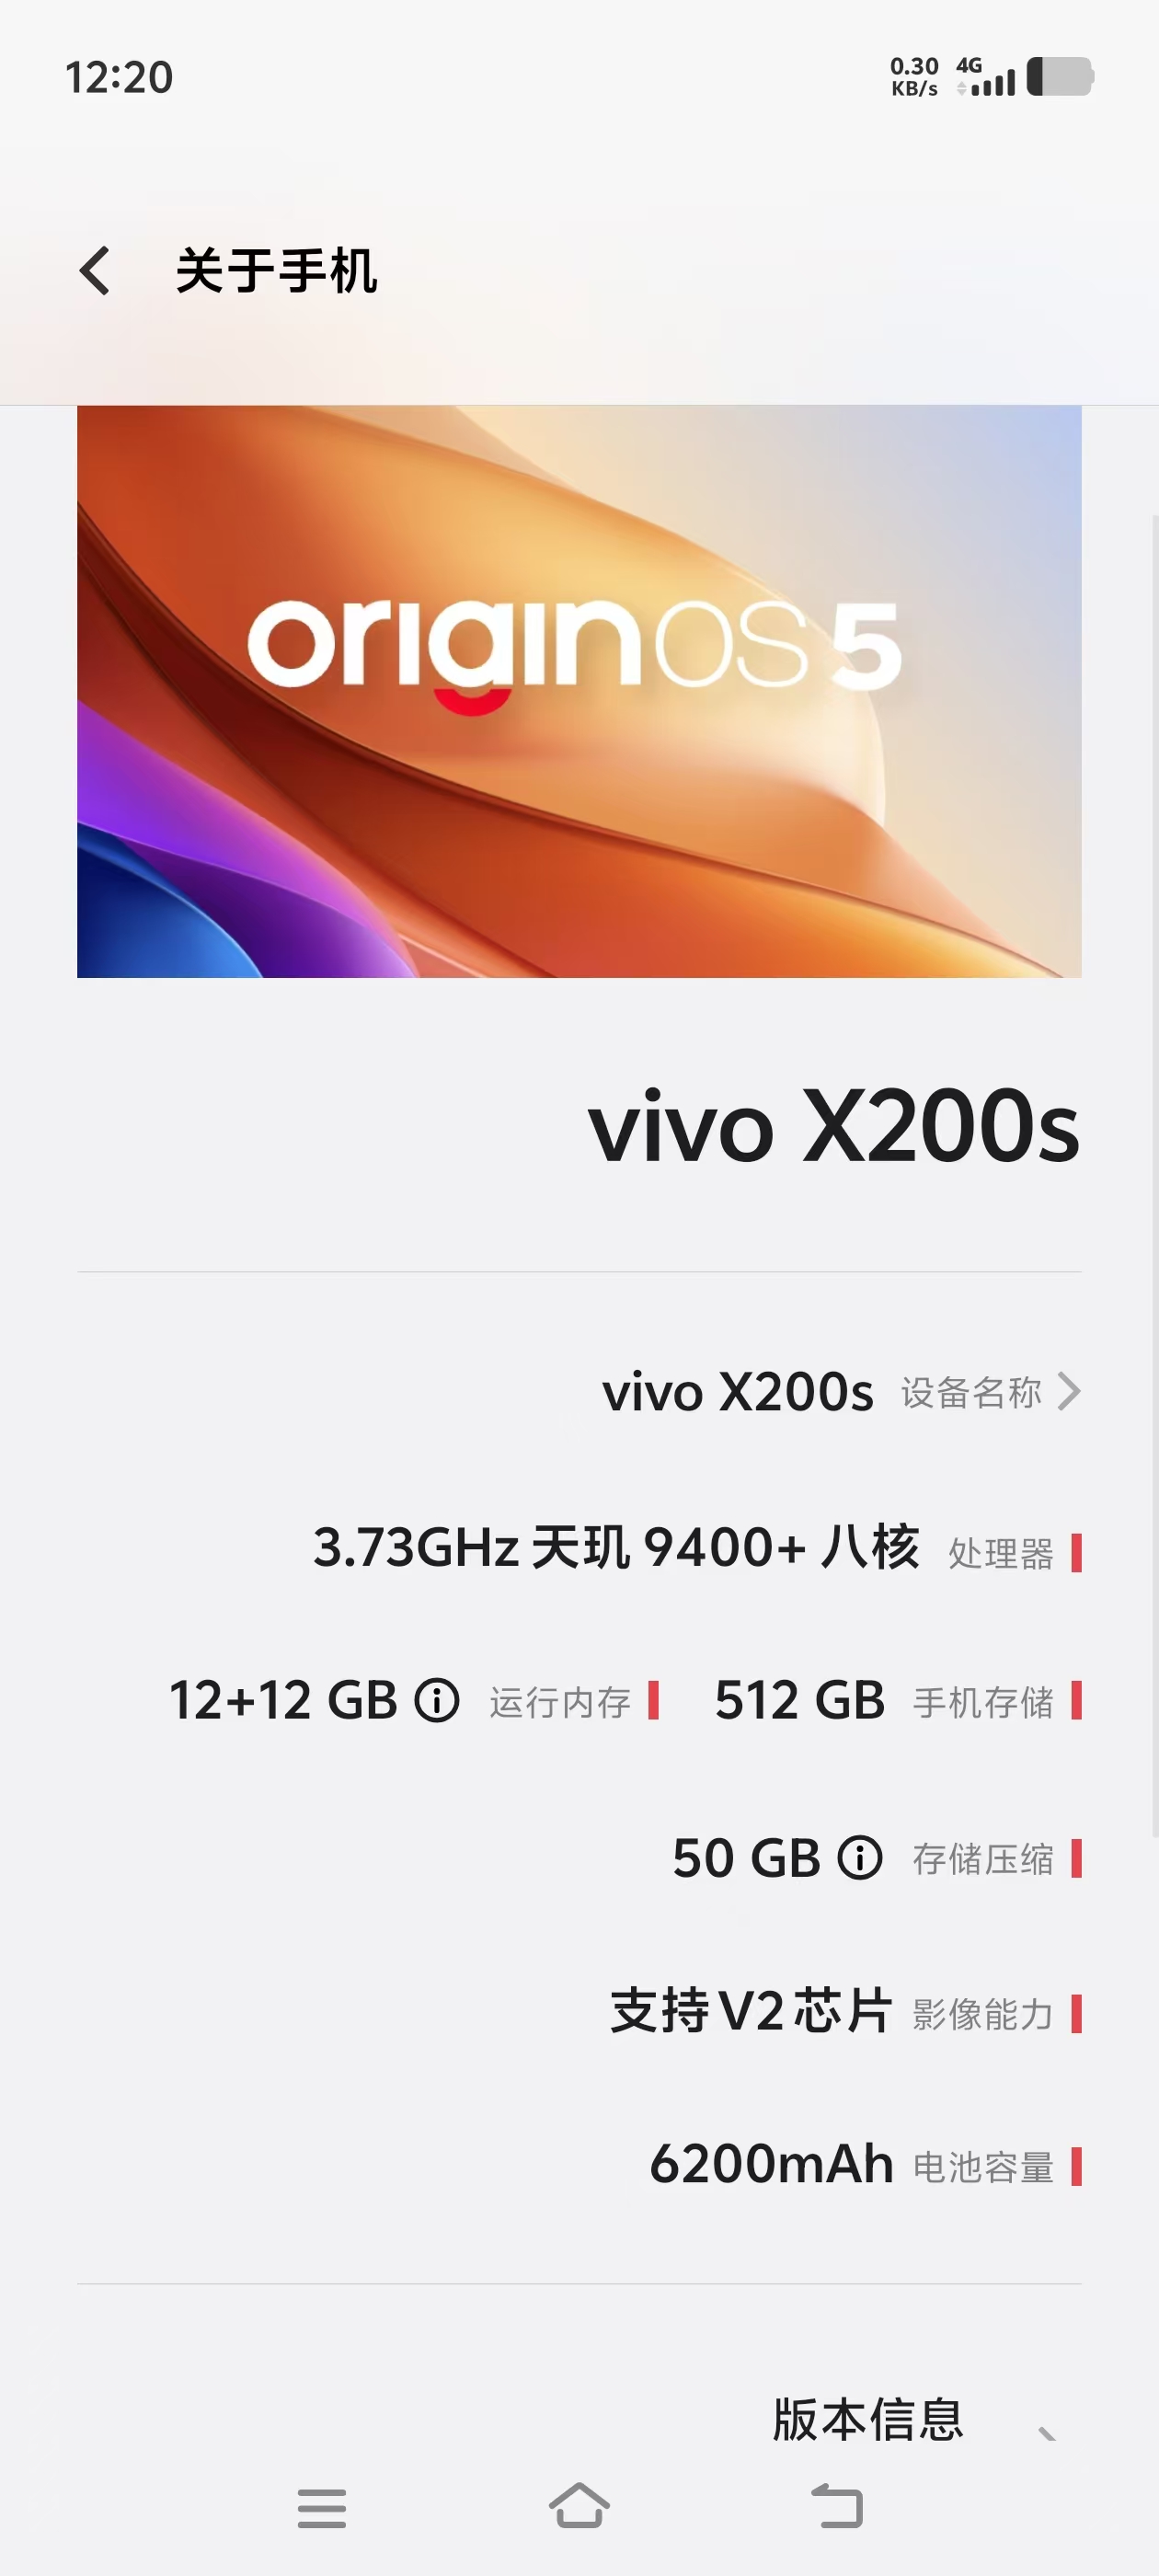 12:20
0.30 KB/s 4G
关于手机
originOS 5
vivo X200s
vivo X200s 设备名称
3.73GHz 天玑 9400+ 八核 处理器
12+12 GB 运行内存 512 GB 手机存储
50 GB 存储压缩
支持V2芯片 影像能力
6200mAh 电池容量
版本信息